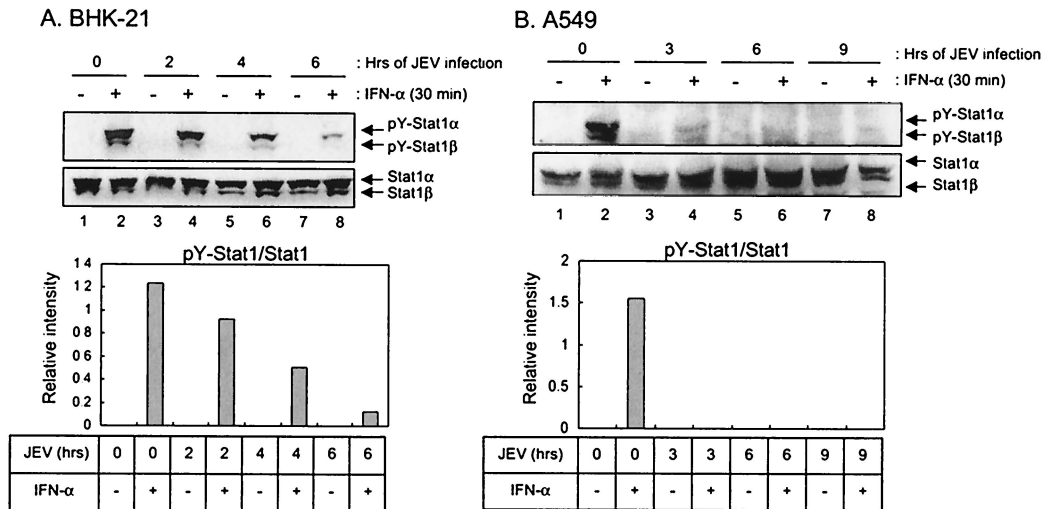 A. BHK-21
0 2 4 6 : Hrs of JEV infection
- + - + - + - + : IFN-α (30 min)
pY-Stat1α
pY-Stat1β
Stat1α
Stat1β
1 2 3 4 5 6 7 8
pY-Stat1/Stat1
Relative intensity
1 4
1.2
1
0.8
0 6
0.4
0.2
0
JEV (hrs) 0 0 2 2 4 4 6 6
IFN-α - + - + - + - +
B. A549
0 3 6 9 : Hrs of JEV infection
- + - + - + - + : IFN-α (30 min)
pY-Stat1α
pY-Stat1β
Stat1α
Stat1β
1 2 3 4 5 6 7 8
pY-Stat1/Stat1
Relative intensity
2
1.5
1
0.5
0
JEV (hrs) 0 0 3 3 6 6 9 9
IFN-α - + - + - + - +